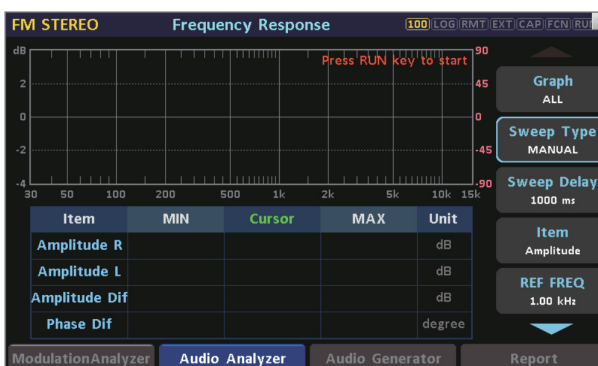 FM STEREO Frequency Response 100 LOG RMT EXT CAP FCN RUN
dB Press RUN key to start 90
2 45
0 0
-2 -45
-4 -90
30 50 100 200 500 1k 2k 5k 10k 15k
Graph
ALL
Sweep Type
MANUAL
Sweep Delay
1000 ms
Item
Amplitude
REF FREQ
1.00 kHz
Item MIN Cursor MAX Unit
Amplitude R dB
Amplitude L dB
Amplitude Dif dB
Phase Dif degree
ModulationAnalyzer Audio Analyzer Audio Generator Report